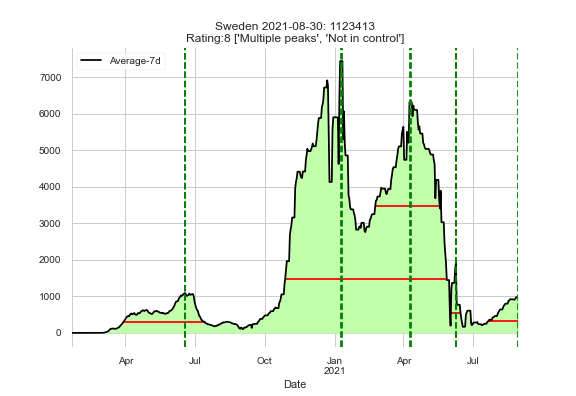 Sweden 2021-08-30: 1123413
Rating:8 ['Multiple peaks', 'Not in control']
Average-7d
7000
6000
5000
4000
3000
2000
1000
0
Apr Jul Oct Jan Apr Jul
2021
Date